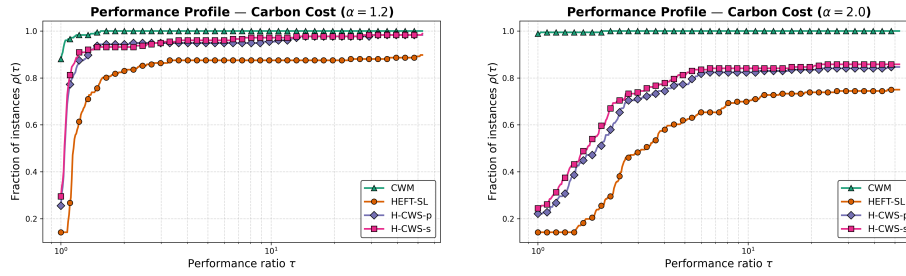 Performance Profile — Carbon Cost (α = 1.2)
Fraction of instances ρ(τ)
1.0
0.8
0.6
0.4
0.2
10⁰
10¹
Performance ratio τ
CWM
HEFT-SL
H-CWS-p
H-CWS-s
Performance Profile — Carbon Cost (α = 2.0)
Fraction of instances ρ(τ)
1.0
0.8
0.6
0.4
0.2
10⁰
10¹
Performance ratio τ
CWM
HEFT-SL
H-CWS-p
H-CWS-s